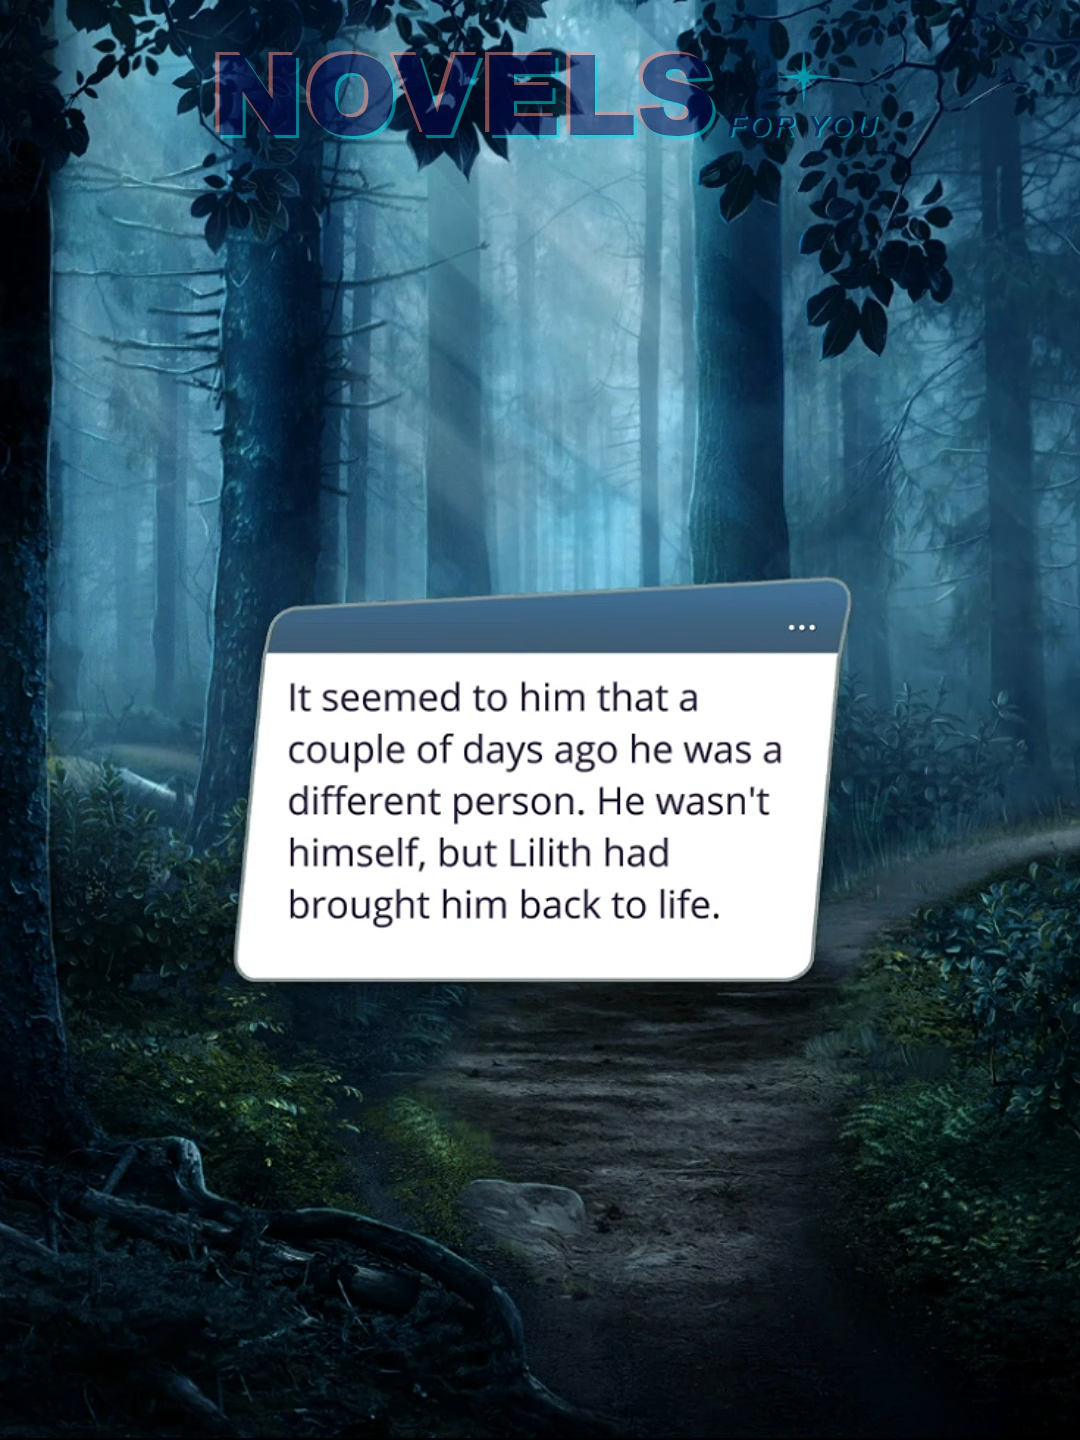 NOVELS
FOR YOU
It seemed to him that a
couple of days ago he was a
different person. He wasn't
himself, but Lilith had
brought him back to life.